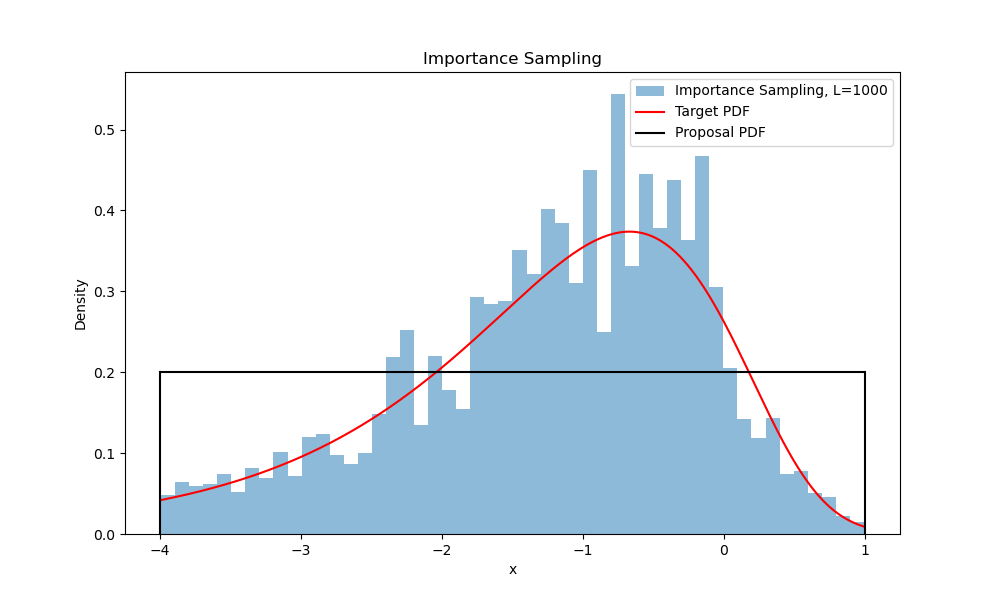 Importance Sampling
Importance Sampling, L=1000
Target PDF
Proposal PDF
Density
0.5
0.4
0.3
0.2
0.1
0.0
−4
−3
−2
−1
0
1
x